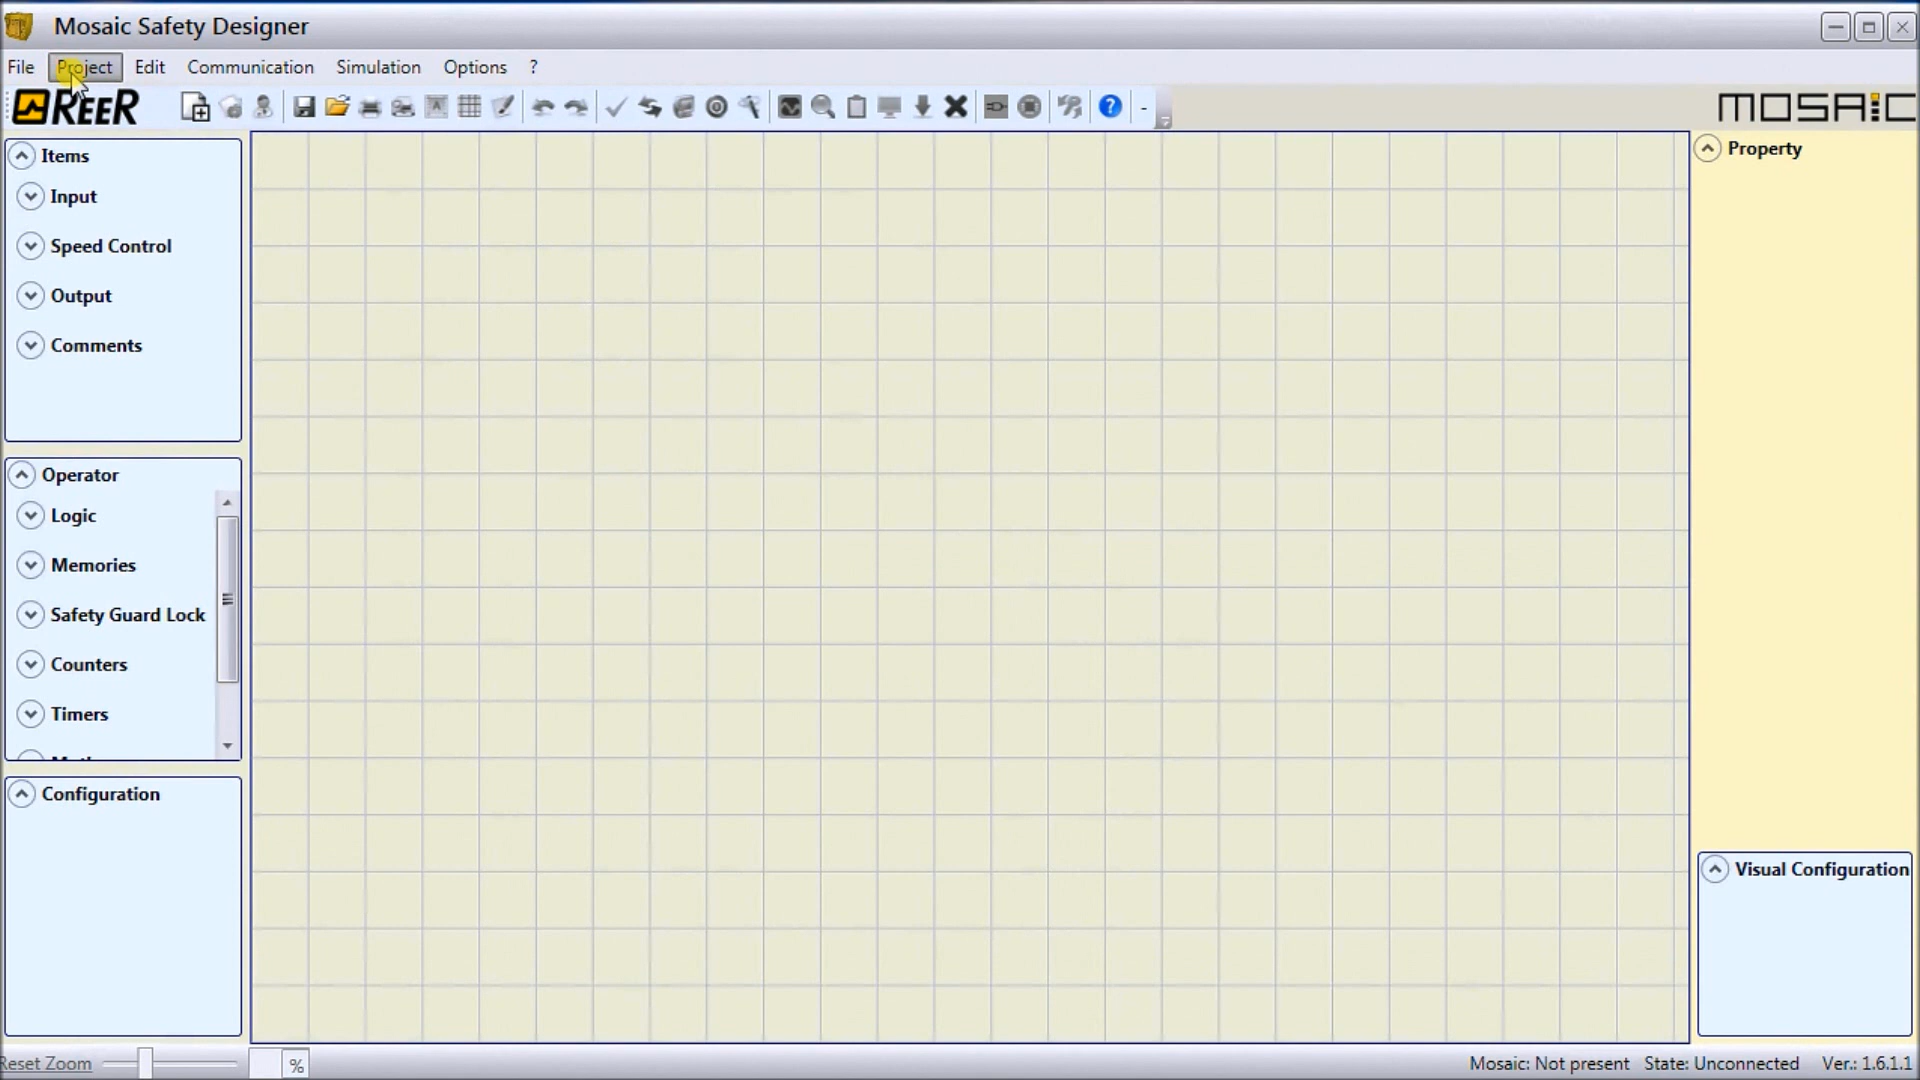 Mosaic Safety Designer
File Project Edit Communication Simulation Options ?
REER
MOSAIC
Items
Input
Speed Control
Output
Comments
Operator
Logic
Memories
Safety Guard Lock
Counters
Timers
Configuration
Property
Visual Configuration
Reset Zoom %
Mosaic: Not present State: Unconnected Ver.: 1.6.1.1